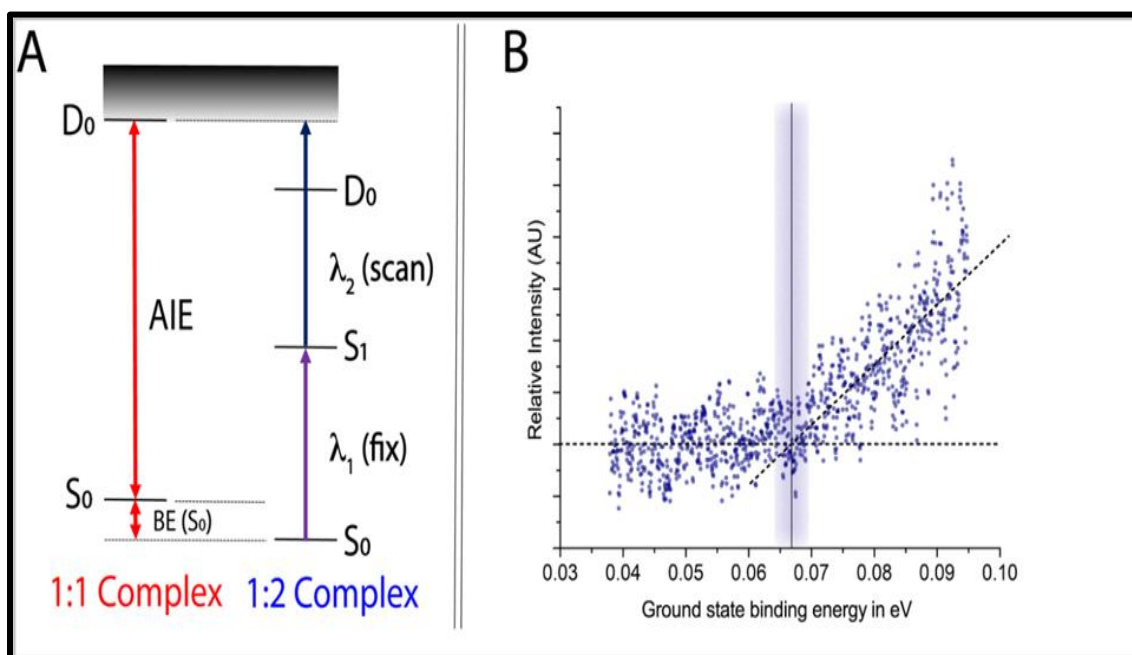 A
D₀
AIE
S₀
BE (S₀)
1:1 Complex
D₀
λ₂ (scan)
S₁
λ₁ (fix)
S₀
1:2 Complex
B
Relative Intensity (AU)
0.03 0.04 0.05 0.06 0.07 0.08 0.09 0.10
Ground state binding energy in eV